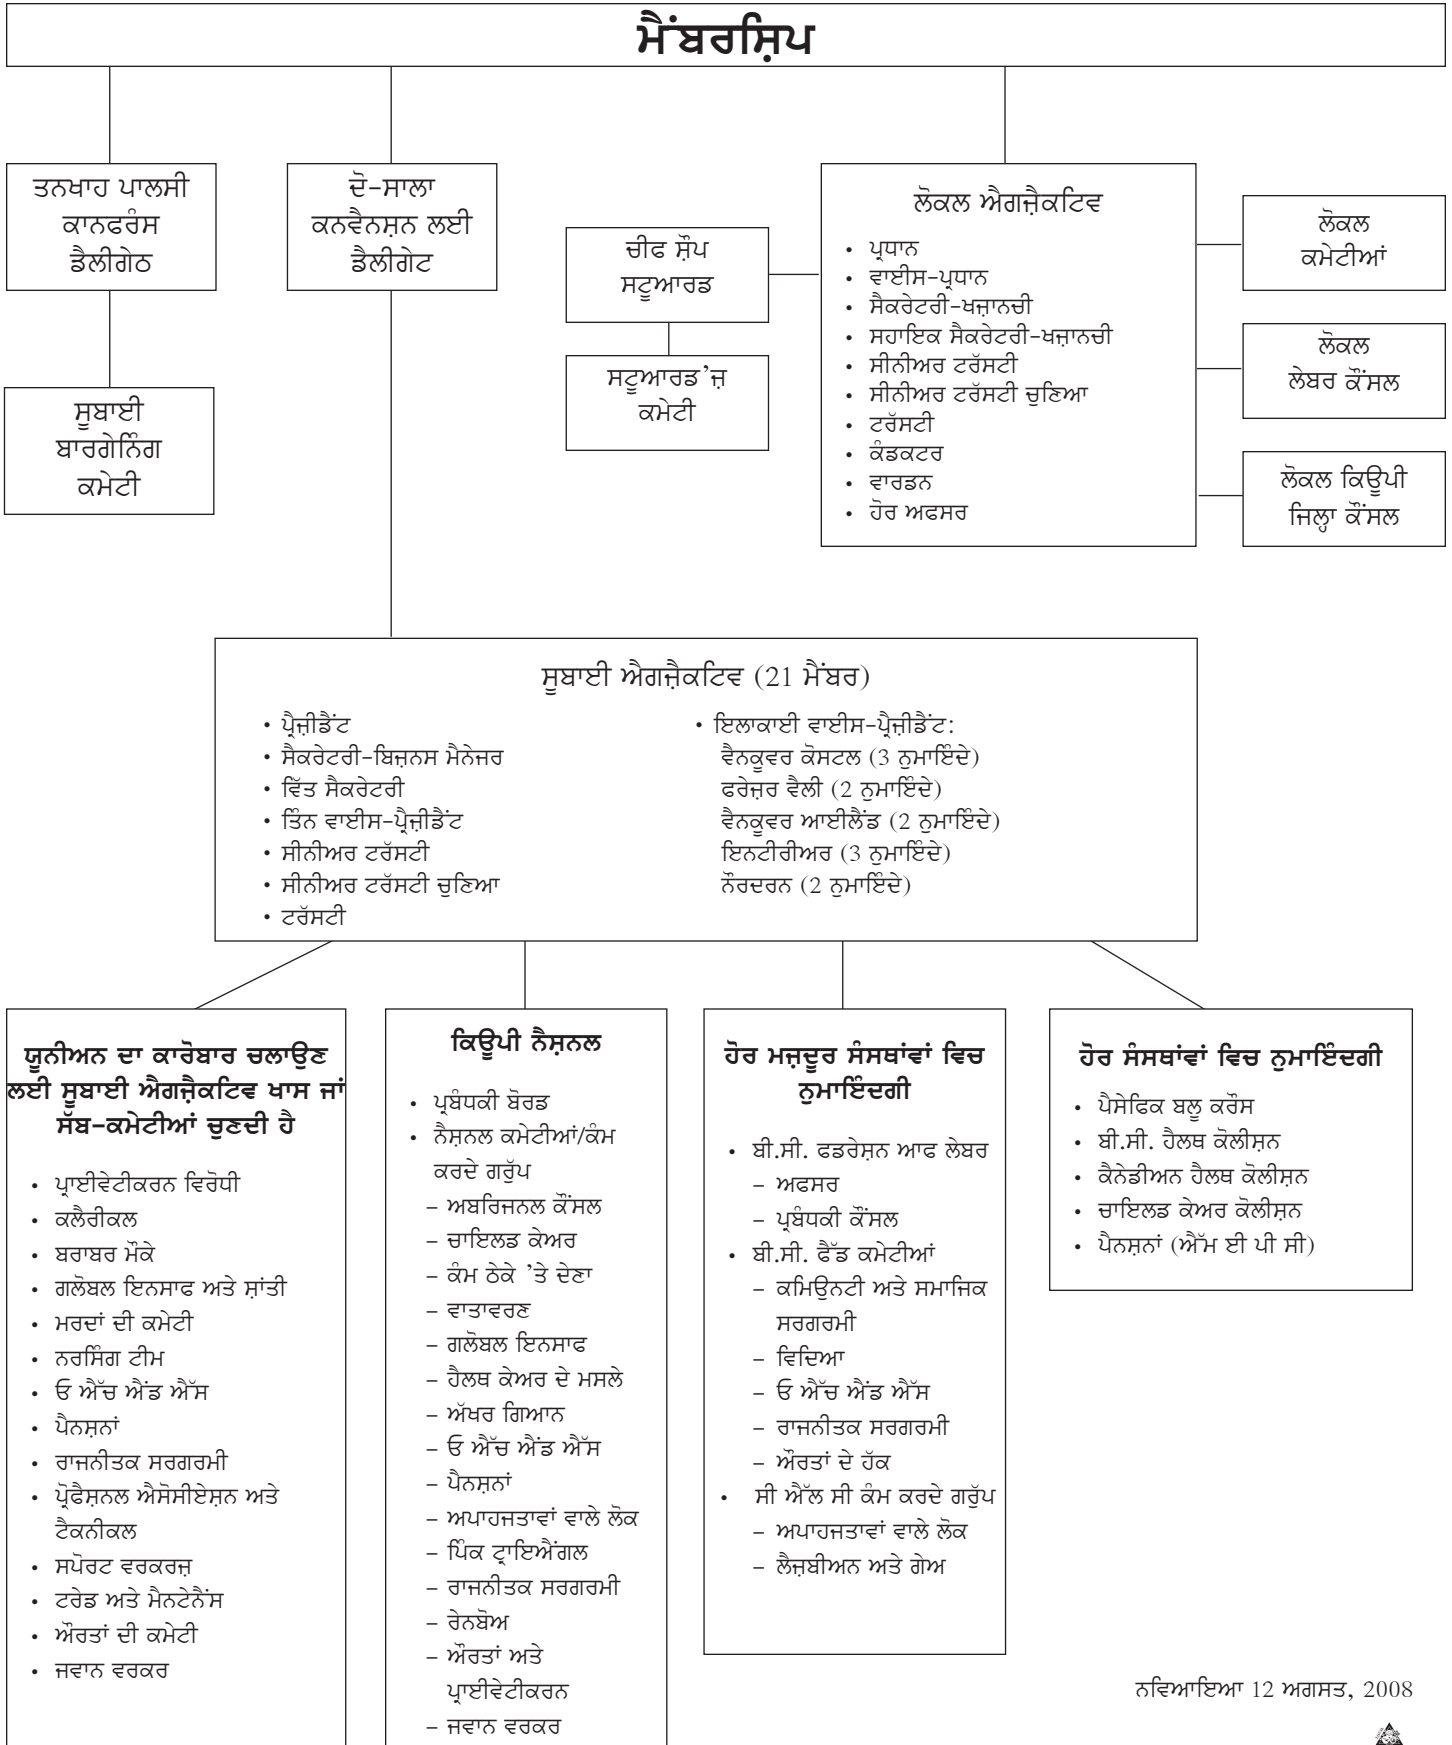 ਮੈਂਬਰਸ਼ਿਪ
ਤਨਖਾਹ ਪਾਲਸੀ
ਕਾਨਫਰੰਸ
ਡੈਲੀਗੇਠ
ਸੂਬਾਈ
ਬਾਰਗੇਨਿੰਗ
ਕਮੇਟੀ
ਦੋ-ਸਾਲਾ
ਕਨਵੈਨਸ਼ਨ ਲਈ
ਡੈਲੀਗੇਟ
ਚੀਫ ਸ਼ੌਪ
ਸਟੂਆਰਡ
ਸਟੂਆਰਡ'ਜ਼
ਕਮੇਟੀ
ਲੋਕਲ ਐਗਜ਼ੈਕਟਿਵ
• ਪ੍ਰਧਾਨ
• ਵਾਈਸ-ਪ੍ਰਧਾਨ
• ਸੈਕਰੇਟਰੀ-ਖਜ਼ਾਨਚੀ
• ਸਹਾਇਕ ਸੈਕਰੇਟਰੀ-ਖਜ਼ਾਨਚੀ
• ਸੀਨੀਅਰ ਟਰੱਸਟੀ
• ਸੀਨੀਅਰ ਟਰੱਸਟੀ ਚੁਣਿਆ
• ਟਰੱਸਟੀ
• ਕੰਡਕਟਰ
• ਵਾਰਡਨ
• ਹੋਰ ਅਫਸਰ
ਲੋਕਲ
ਕਮੇਟੀਆਂ
ਲੋਕਲ
ਲੇਬਰ ਕੌਂਸਲ
ਲੋਕਲ ਕਿਊਪੀ
ਜਿਲ੍ਹਾ ਕੌਂਸਲ
ਸੂਬਾਈ ਐਗਜ਼ੈਕਟਿਵ (21 ਮੈਂਬਰ)
• ਪ੍ਰੈਜ਼ੀਡੈਂਟ
• ਸੈਕਰੇਟਰੀ-ਬਿਜ਼ਨਸ ਮੈਨੇਜਰ
• ਵਿੱਤ ਸੈਕਰੇਟਰੀ
• ਤਿੰਨ ਵਾਈਸ-ਪ੍ਰੈਜ਼ੀਡੈਂਟ
• ਸੀਨੀਅਰ ਟਰੱਸਟੀ
• ਸੀਨੀਅਰ ਟਰੱਸਟੀ ਚੁਣਿਆ
• ਟਰੱਸਟੀ
• ਇਲਾਕਾਈ ਵਾਈਸ-ਪ੍ਰੈਜ਼ੀਡੈਂਟ:
ਵੈਨਕੂਵਰ ਕੋਸਟਲ (3 ਨੁਮਾਇੰਦੇ)
ਫਰੇਜ਼ਰ ਵੈਲੀ (2 ਨੁਮਾਇੰਦੇ)
ਵੈਨਕੂਵਰ ਆਈਲੈਂਡ (2 ਨੁਮਾਇੰਦੇ)
ਇਨਟੀਰੀਅਰ (3 ਨੁਮਾਇੰਦੇ)
ਨੌਰਦਰਨ (2 ਨੁਮਾਇੰਦੇ)
ਯੂਨੀਅਨ ਦਾ ਕਾਰੋਬਾਰ ਚਲਾਉਣ
ਲਈ ਸੂਬਾਈ ਐਗਜ਼ੈਕਟਿਵ ਖਾਸ ਜਾਂ
ਸੱਬ-ਕਮੇਟੀਆਂ ਚੁਣਦੀ ਹੈ
• ਪ੍ਰਾਈਵੇਟੀਕਰਨ ਵਿਰੋਧੀ
• ਕਲੈਰੀਕਲ
• ਬਰਾਬਰ ਮੌਕੇ
• ਗਲੋਬਲ ਇਨਸਾਫ ਅਤੇ ਸ਼ਾਂਤੀ
• ਮਰਦਾਂ ਦੀ ਕਮੇਟੀ
• ਨਰਸਿੰਗ ਟੀਮ
• ਓ ਐੱਚ ਐਂਡ ਐੱਸ
• ਪੈਨਸ਼ਨਾਂ
• ਰਾਜਨੀਤਕ ਸਰਗਰਮੀ
• ਪ੍ਰੋਫੈਸ਼ਨਲ ਐਸੋਸੀਏਸ਼ਨ ਅਤੇ
ਟੈਕਨੀਕਲ
• ਸਪੋਰਟ ਵਰਕਰਜ਼
• ਟਰੇਡ ਅਤੇ ਮੈਨਟੇਨੈਂਸ
• ਔਰਤਾਂ ਦੀ ਕਮੇਟੀ
• ਜਵਾਨ ਵਰਕਰ
ਕਿਊਪੀ ਨੈਸ਼ਨਲ
• ਪ੍ਰਬੰਧਕੀ ਬੋਰਡ
• ਨੈਸ਼ਨਲ ਕਮੇਟੀਆਂ/ਕੰਮ
ਕਰਦੇ ਗਰੁੱਪ
– ਅਬਰਿਜਨਲ ਕੌਂਸਲ
– ਚਾਇਲਡ ਕੇਅਰ
– ਕੰਮ ਠੇਕੇ 'ਤੇ ਦੇਣਾ
– ਵਾਤਾਵਰਣ
– ਗਲੋਬਲ ਇਨਸਾਫ
– ਹੈਲਥ ਕੇਅਰ ਦੇ ਮਸਲੇ
– ਅੱਖਰ ਗਿਆਨ
– ਓ ਐੱਚ ਐਂਡ ਐੱਸ
– ਪੈਨਸ਼ਨਾਂ
– ਅਪਾਹਜਤਾਵਾਂ ਵਾਲੇ ਲੋਕ
– ਪਿੰਕ ਟ੍ਰਾਇਐਂਗਲ
– ਰਾਜਨੀਤਕ ਸਰਗਰਮੀ
– ਰੇਨਬੋਅ
– ਔਰਤਾਂ ਅਤੇ
ਪ੍ਰਾਈਵੇਟੀਕਰਨ
– ਜਵਾਨ ਵਰਕਰ
ਹੋਰ ਮਜ਼ਦੂਰ ਸੰਸਥਾਂਵਾਂ ਵਿਚ
ਨੁਮਾਇੰਦਗੀ
• ਬੀ.ਸੀ. ਫਡਰੇਸ਼ਨ ਆਫ ਲੇਬਰ
– ਅਫਸਰ
– ਪ੍ਰਬੰਧਕੀ ਕੌਂਸਲ
• ਬੀ.ਸੀ. ਫੈੱਡ ਕਮੇਟੀਆਂ
– ਕਮਿਉਨਟੀ ਅਤੇ ਸਮਾਜਿਕ
ਸਰਗਰਮੀ
– ਵਿਦਿਆ
– ਓ ਐੱਚ ਐਂਡ ਐੱਸ
– ਰਾਜਨੀਤਕ ਸਰਗਰਮੀ
– ਔਰਤਾਂ ਦੇ ਹੱਕ
• ਸੀ ਐੱਲ ਸੀ ਕੰਮ ਕਰਦੇ ਗਰੁੱਪ
– ਅਪਾਹਜਤਾਵਾਂ ਵਾਲੇ ਲੋਕ
– ਲੈਜ਼ਬੀਅਨ ਅਤੇ ਗੇਅ
ਹੋਰ ਸੰਸਥਾਂਵਾਂ ਵਿਚ ਨੁਮਾਇੰਦਗੀ
• ਪੈਸੇਫਿਕ ਬਲੂ ਕਰੌਸ
• ਬੀ.ਸੀ. ਹੈਲਥ ਕੋਲੀਸ਼ਨ
• ਕੈਨੇਡੀਅਨ ਹੈਲਥ ਕੋਲੀਸ਼ਨ
• ਚਾਇਲਡ ਕੇਅਰ ਕੋਲੀਸ਼ਨ
• ਪੈਨਸ਼ਨਾਂ (ਐੱਮ ਈ ਪੀ ਸੀ)
ਨਵਿਆਇਆ 12 ਅਗਸਤ, 2008